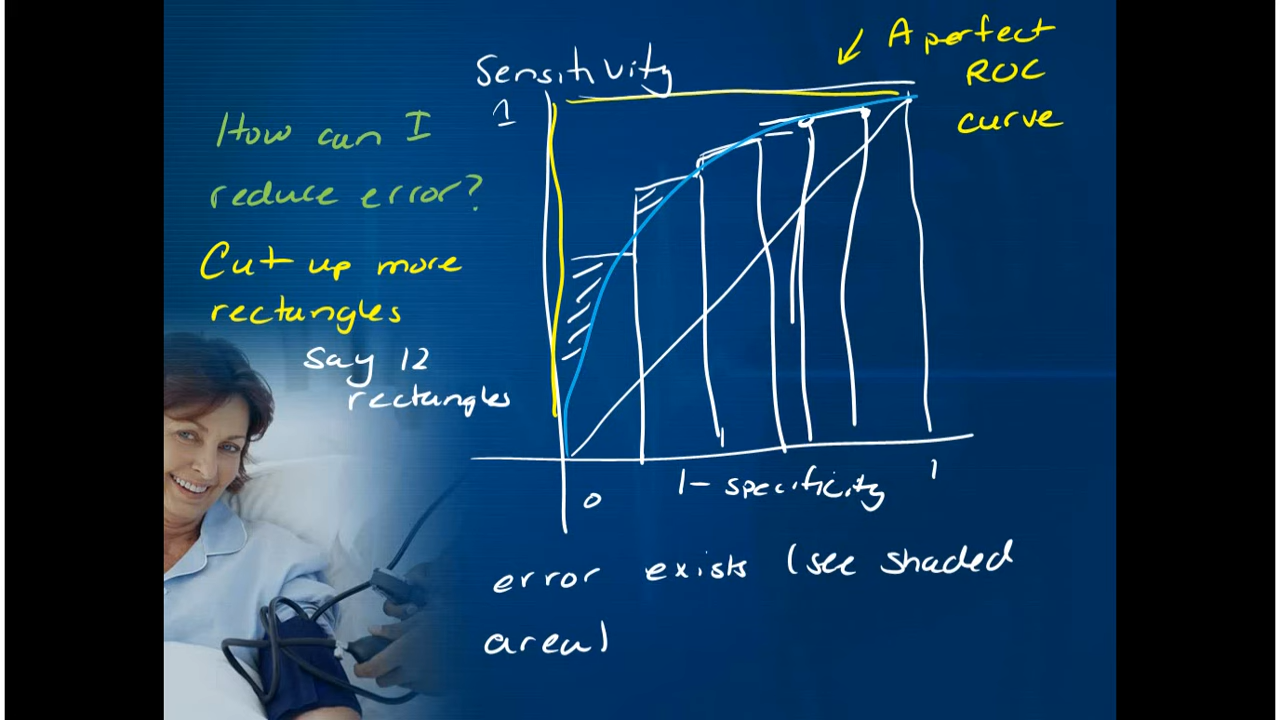 Sensitivity
1
A perfect
ROC
curve
How can I
reduce error?
Cut up more
rectangles
say 12
rectangles
0
1- specificity
1
error exists (see shaded
area)